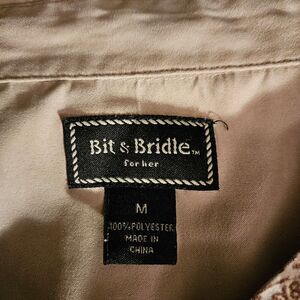 Bit & Bridle™
for her
M
100% POLYESTER
MADE IN
CHINA